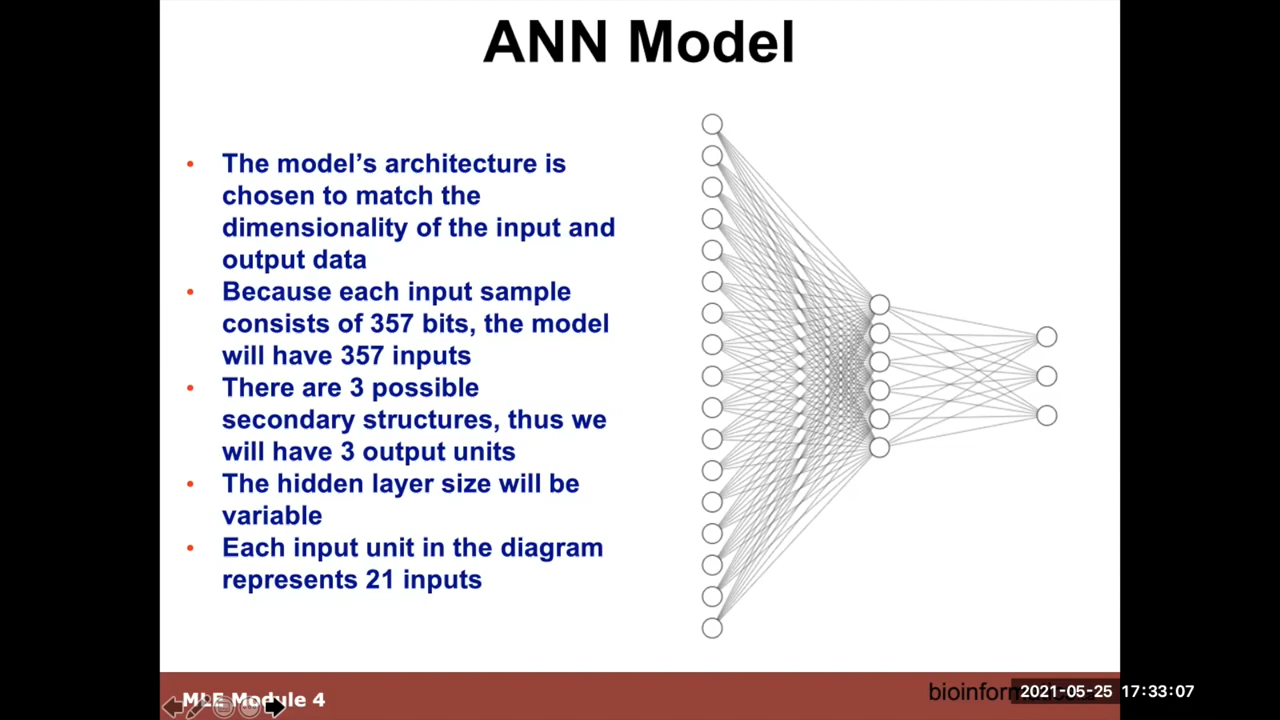 ANN Model
• The model's architecture is
chosen to match the
dimensionality of the input and
output data
• Because each input sample
consists of 357 bits, the model
will have 357 inputs
• There are 3 possible
secondary structures, thus we
will have 3 output units
• The hidden layer size will be
variable
• Each input unit in the diagram
represents 21 inputs
MLE Module 4
2021-05-25 17:33:07